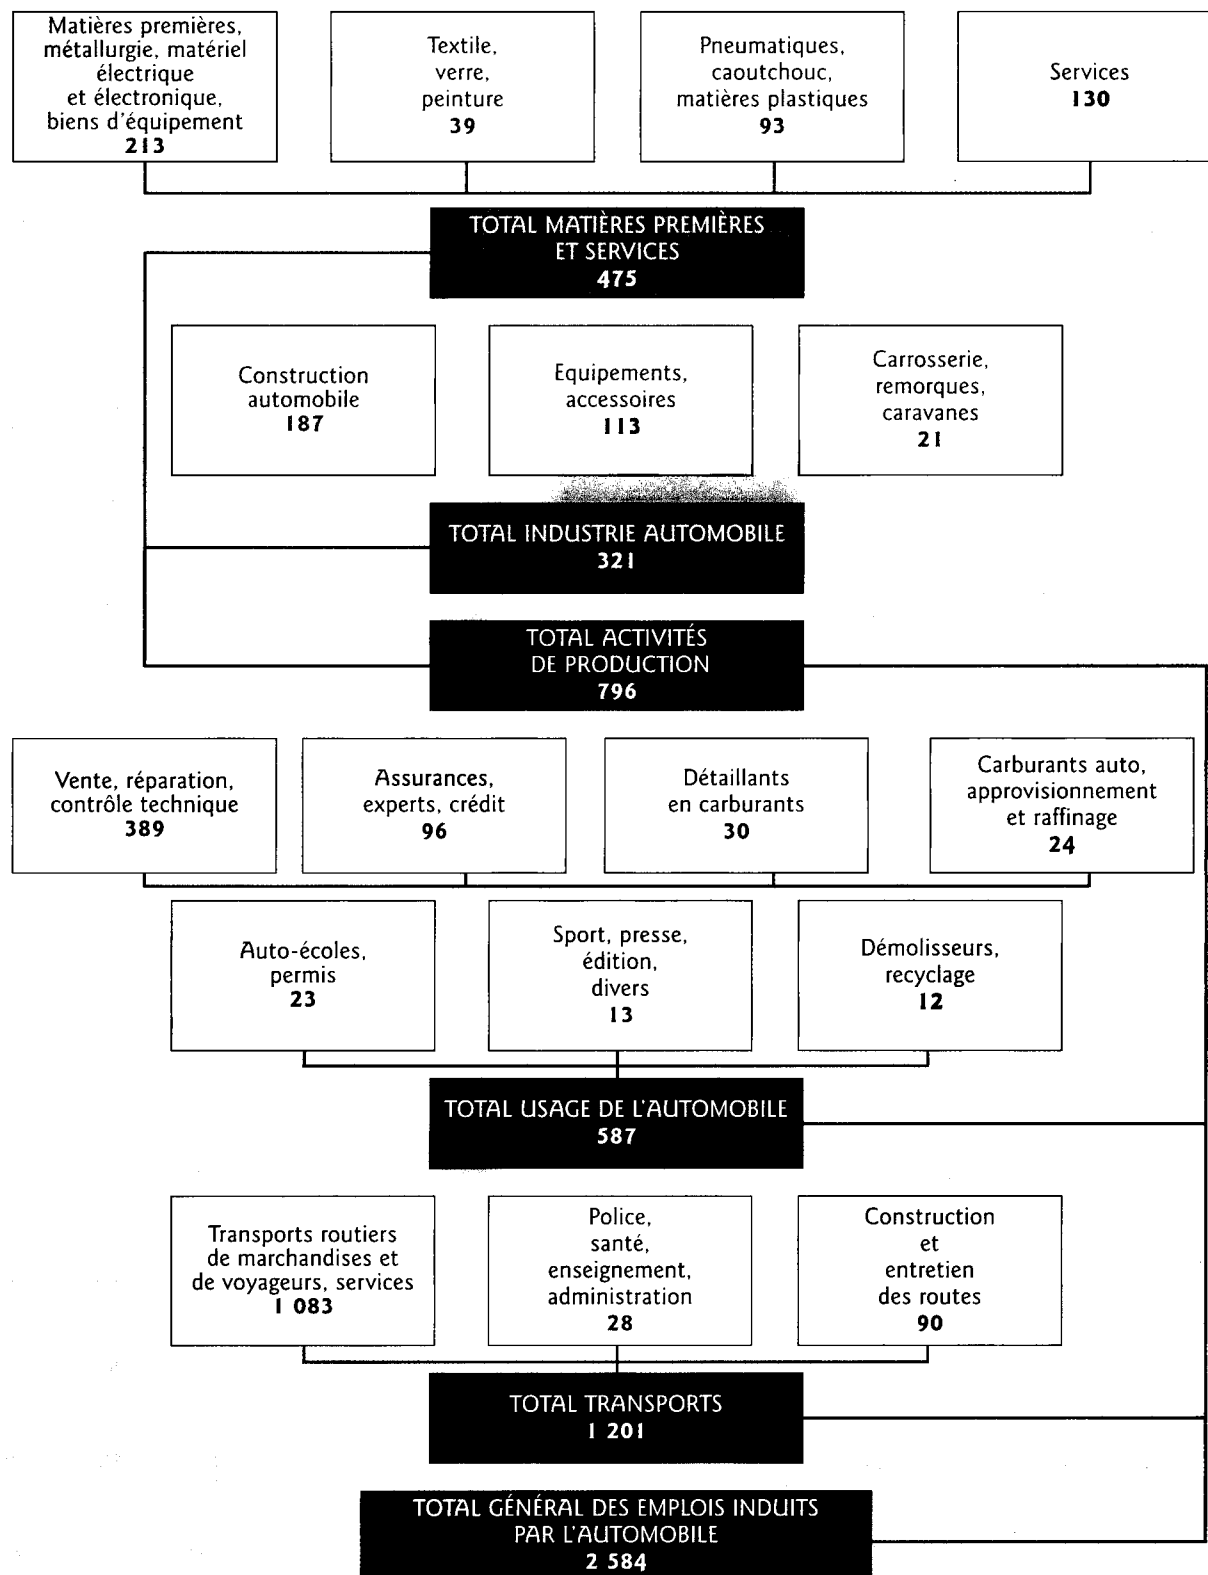 Matières premières,
métallurgie, matériel
électrique
et électronique,
biens d'équipement
213
Textile,
verre,
peinture
39
Pneumatiques,
caoutchouc,
matières plastiques
93
Services
130
TOTAL MATIÈRES PREMIÈRES
ET SERVICES
475
Construction
automobile
187
Equipements,
accessoires
113
Carrosserie,
remorques,
caravanes
21
TOTAL INDUSTRIE AUTOMOBILE
321
TOTAL ACTIVITÉS
DE PRODUCTION
796
Vente, réparation,
contrôle technique
389
Assurances,
experts, crédit
96
Détaillants
en carburants
30
Carburants auto,
approvisionnement
et raffinage
24
Auto-écoles,
permis
23
Sport, presse,
édition,
divers
13
Démolisseurs,
recyclage
12
TOTAL USAGE DE L'AUTOMOBILE
587
Transports routiers
de marchandises et
de voyageurs, services
1 083
Police,
santé,
enseignement,
administration
28
Construction
et
entretien
des routes
90
TOTAL TRANSPORTS
1 201
TOTAL GÉNÉRAL DES EMPLOIS INDUITS
PAR L'AUTOMOBILE
2 584